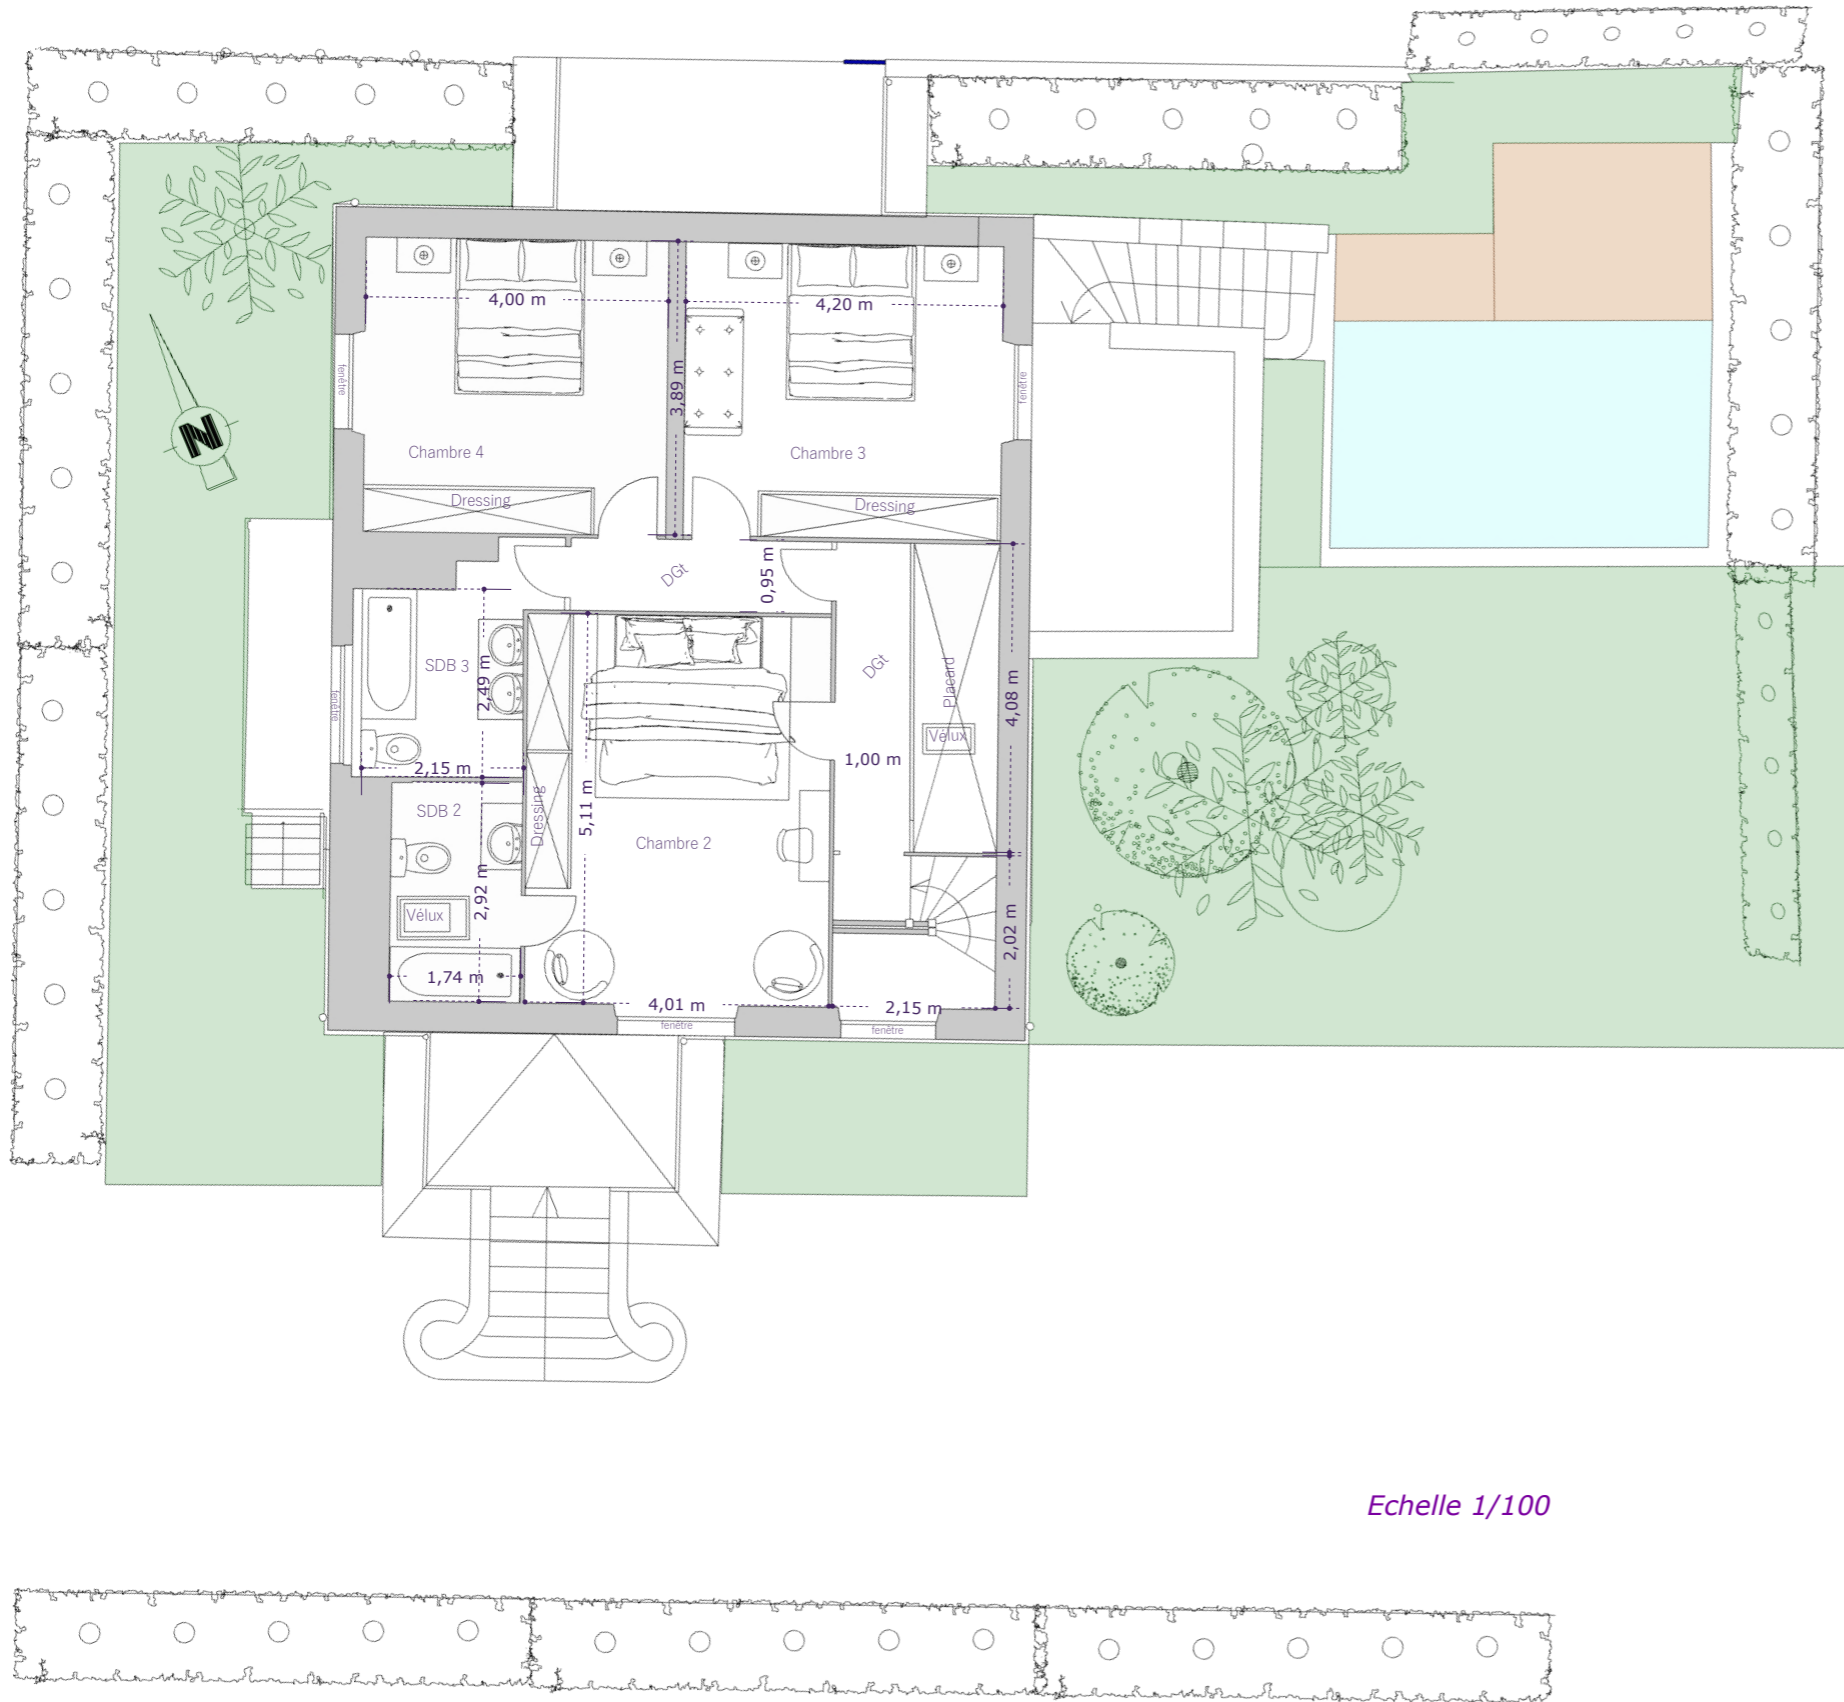 4,00 m
4,20 m
3,89 m
fenêtre
fenêtre
Chambre 4
Chambre 3
N
Dressing
Dressing
DGt
0,95 m
SDB 3
2,49 m
DGt
Placard
4,08 m
fenêtre
Vélux
1,00 m
2,15 m
SDB 2
Dressing
5,11 m
Chambre 2
2,92 m
Vélux
2,02 m
1,74 m
4,01 m
2,15 m
fenêtre
fenêtre
Echelle 1/100